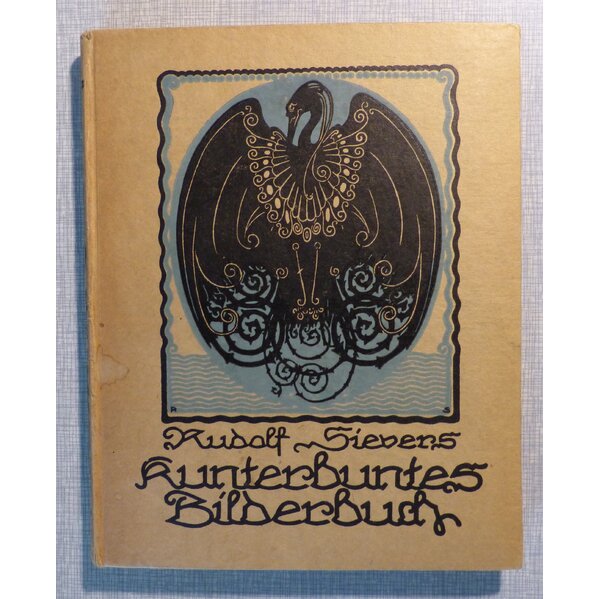 R S
Rudolf Sievers
Kunterbuntes
Bilderbuch